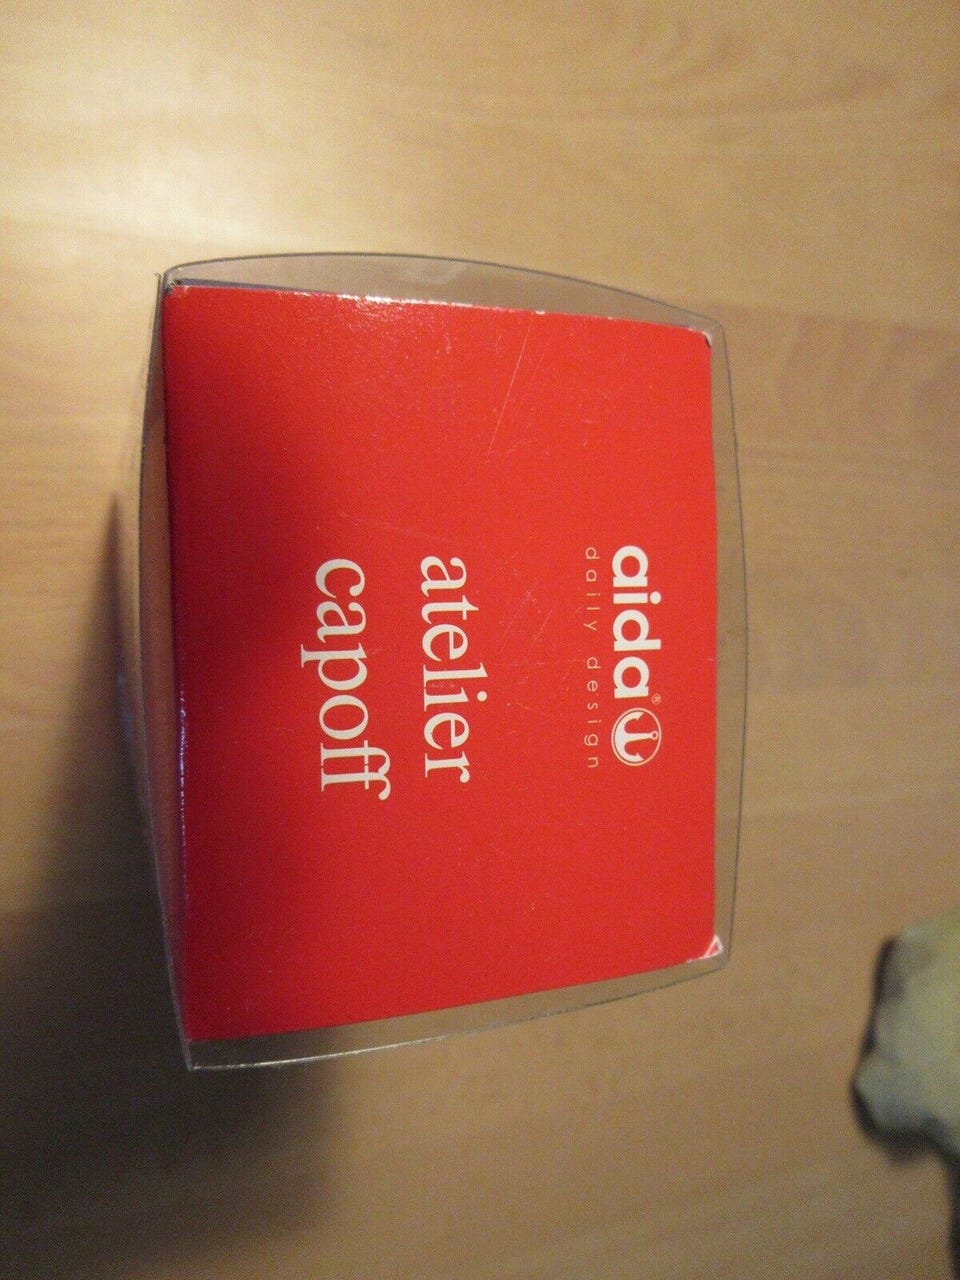 aida®
daily design
atelier
capoff